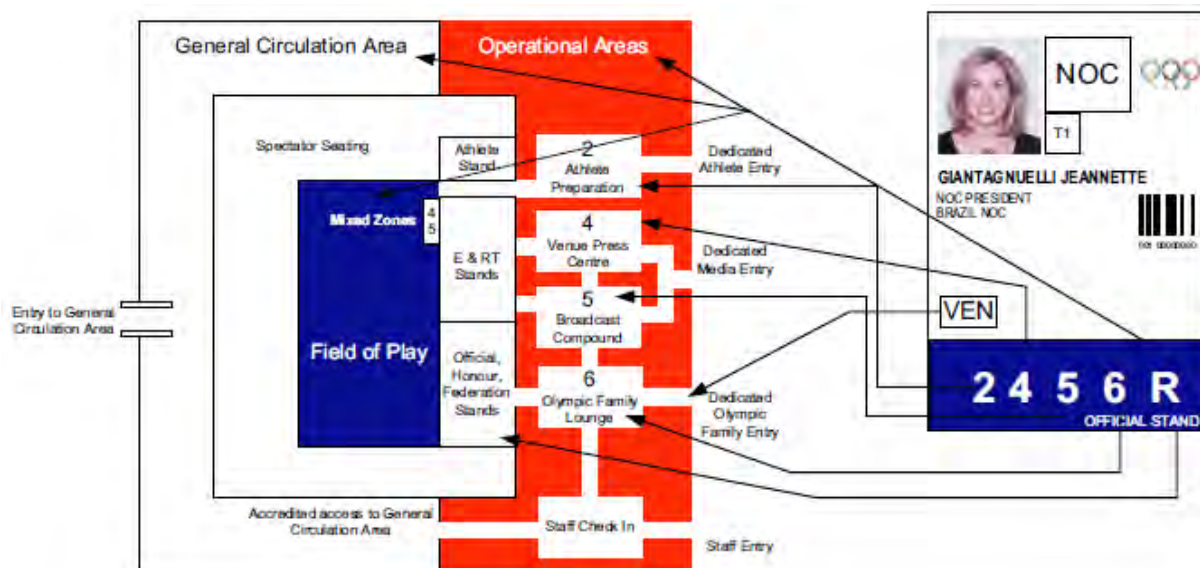 General Circulation Area
Operational Areas
NOC
T1
GIANTAGNUELLI JEANNETTE
NOC PRESIDENT
BRAZIL NOC
Spectator Seating
Athlete
Stand
2
Athlete
Preparation
Dedicated
Athlete Entry
Mixed Zones
4
5
E & RT
Stands
4
Venue Press
Centre
Dedicated
Media Entry
5
Broadcast
Compound
Entry to General
Circulation Area
Field of Play
Official,
Honour,
Federation
Stands
6
Olympic Family
Lounge
Dedicated
Olympic
Family Entry
VEN
2 4 5 6 R
OFFICIAL STAND
Accredited access to General
Circulation Area
Staff Check In
Staff Entry